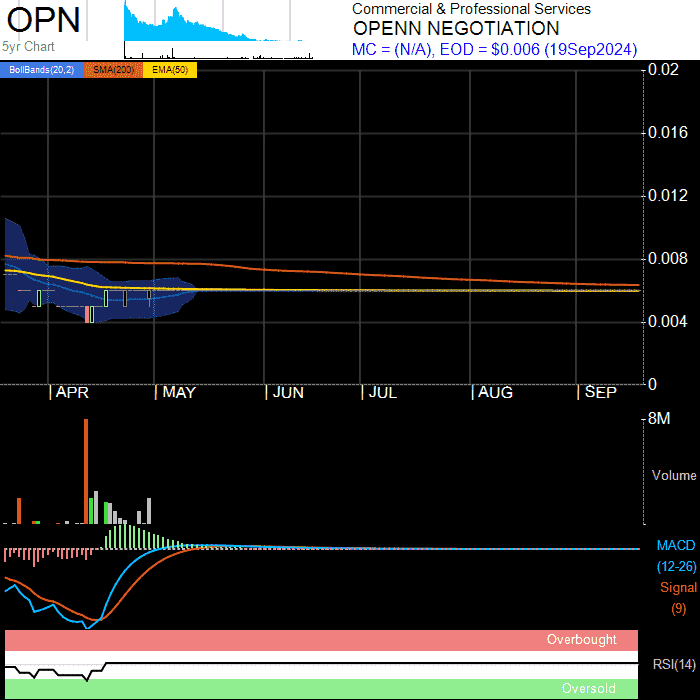 OPN
5yr Chart
Commercial & Professional Services
OPENN NEGOTIATION
MC = (N/A), EOD = $0.006 (19Sep2024)
BollBands(20,2) SMA(200) EMA(50)
0.02
0.016
0.012
0.008
0.004
0
APR MAY JUN JUL AUG SEP
8M
Volume
MACD
(12-26)
Signal
(9)
Overbought
RSI(14)
Oversold